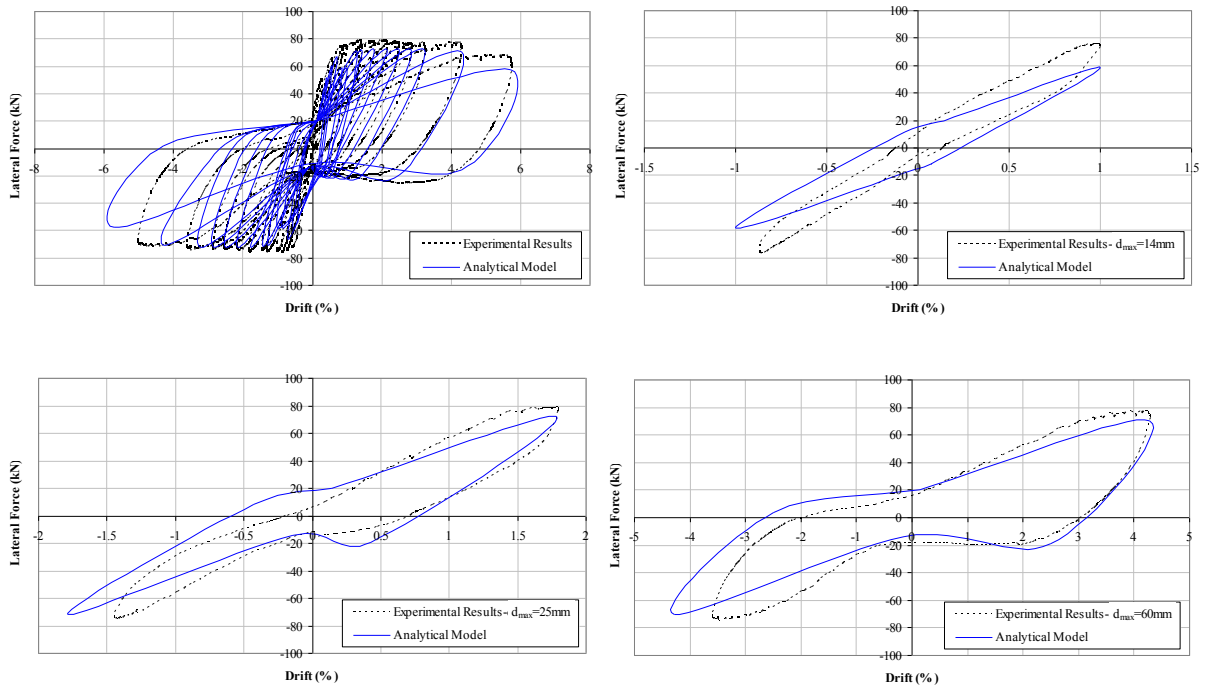 100
80
60
40
20
0
-20
-40
-60
-80
-100
-8 -6 -4 -2 0 2 4 6 8
Lateral Force (kN)
Drift (%)
Experimental Results
Analytical Model
100
80
60
40
20
0
-20
-40
-60
-80
-100
-1.5 -1 -0.5 0 0.5 1 1.5
Lateral Force (kN)
Drift (%)
Experimental Results- dmax=14mm
Analytical Model
100
80
60
40
20
0
-20
-40
-60
-80
-100
-2 -1.5 -1 -0.5 0 0.5 1 1.5 2
Lateral Force (kN)
Drift (%)
Experimental Results- dmax=25mm
Analytical Model
100
80
60
40
20
0
-20
-40
-60
-80
-100
-5 -4 -3 -2 -1 0 1 2 3 4 5
Lateral Force (kN)
Drift (%)
Experimental Results- dmax=60mm
Analytical Model